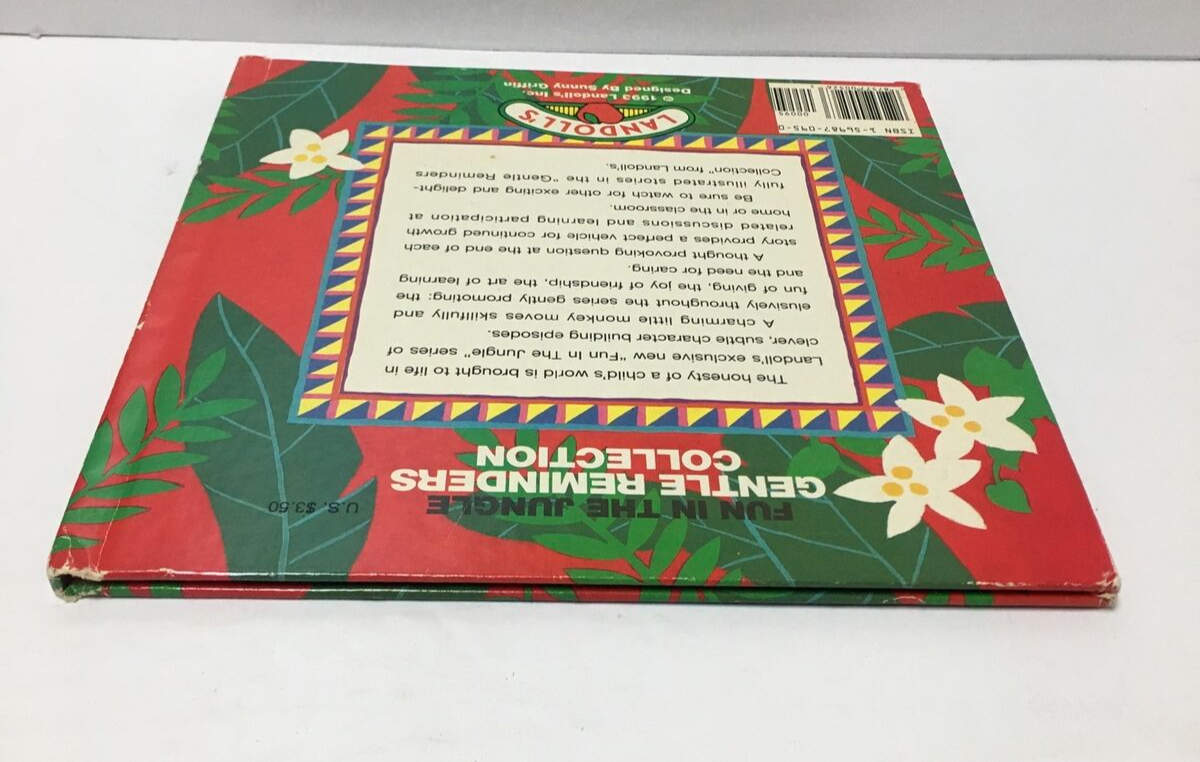 U.S. $3.50
FUN IN THE JUNGLE
GENTLE REMINDERS
COLLECTION
The honesty of a child's world is brought to life in
Landoll's exclusive new "Fun In The Jungle" series of
clever, subtle character building episodes.
A charming little monkey moves skillfully and
elusively throughout the series gently promoting: the
fun of giving, the joy of friendship, the art of learning
and the need for caring.
A thought provoking question at the end of each
story provides a perfect vehicle for continued growth
related discussions and learning participation at
home or in the classroom.
Be sure to watch for other exciting and delight-
fully illustrated stories in the "Gentle Reminders
Collection" from Landoll's.
LANDOLL'S
© 1993 Landoll's Inc.
Designed By Sunny Griffin
ISBN 1-56987-095-0
00095